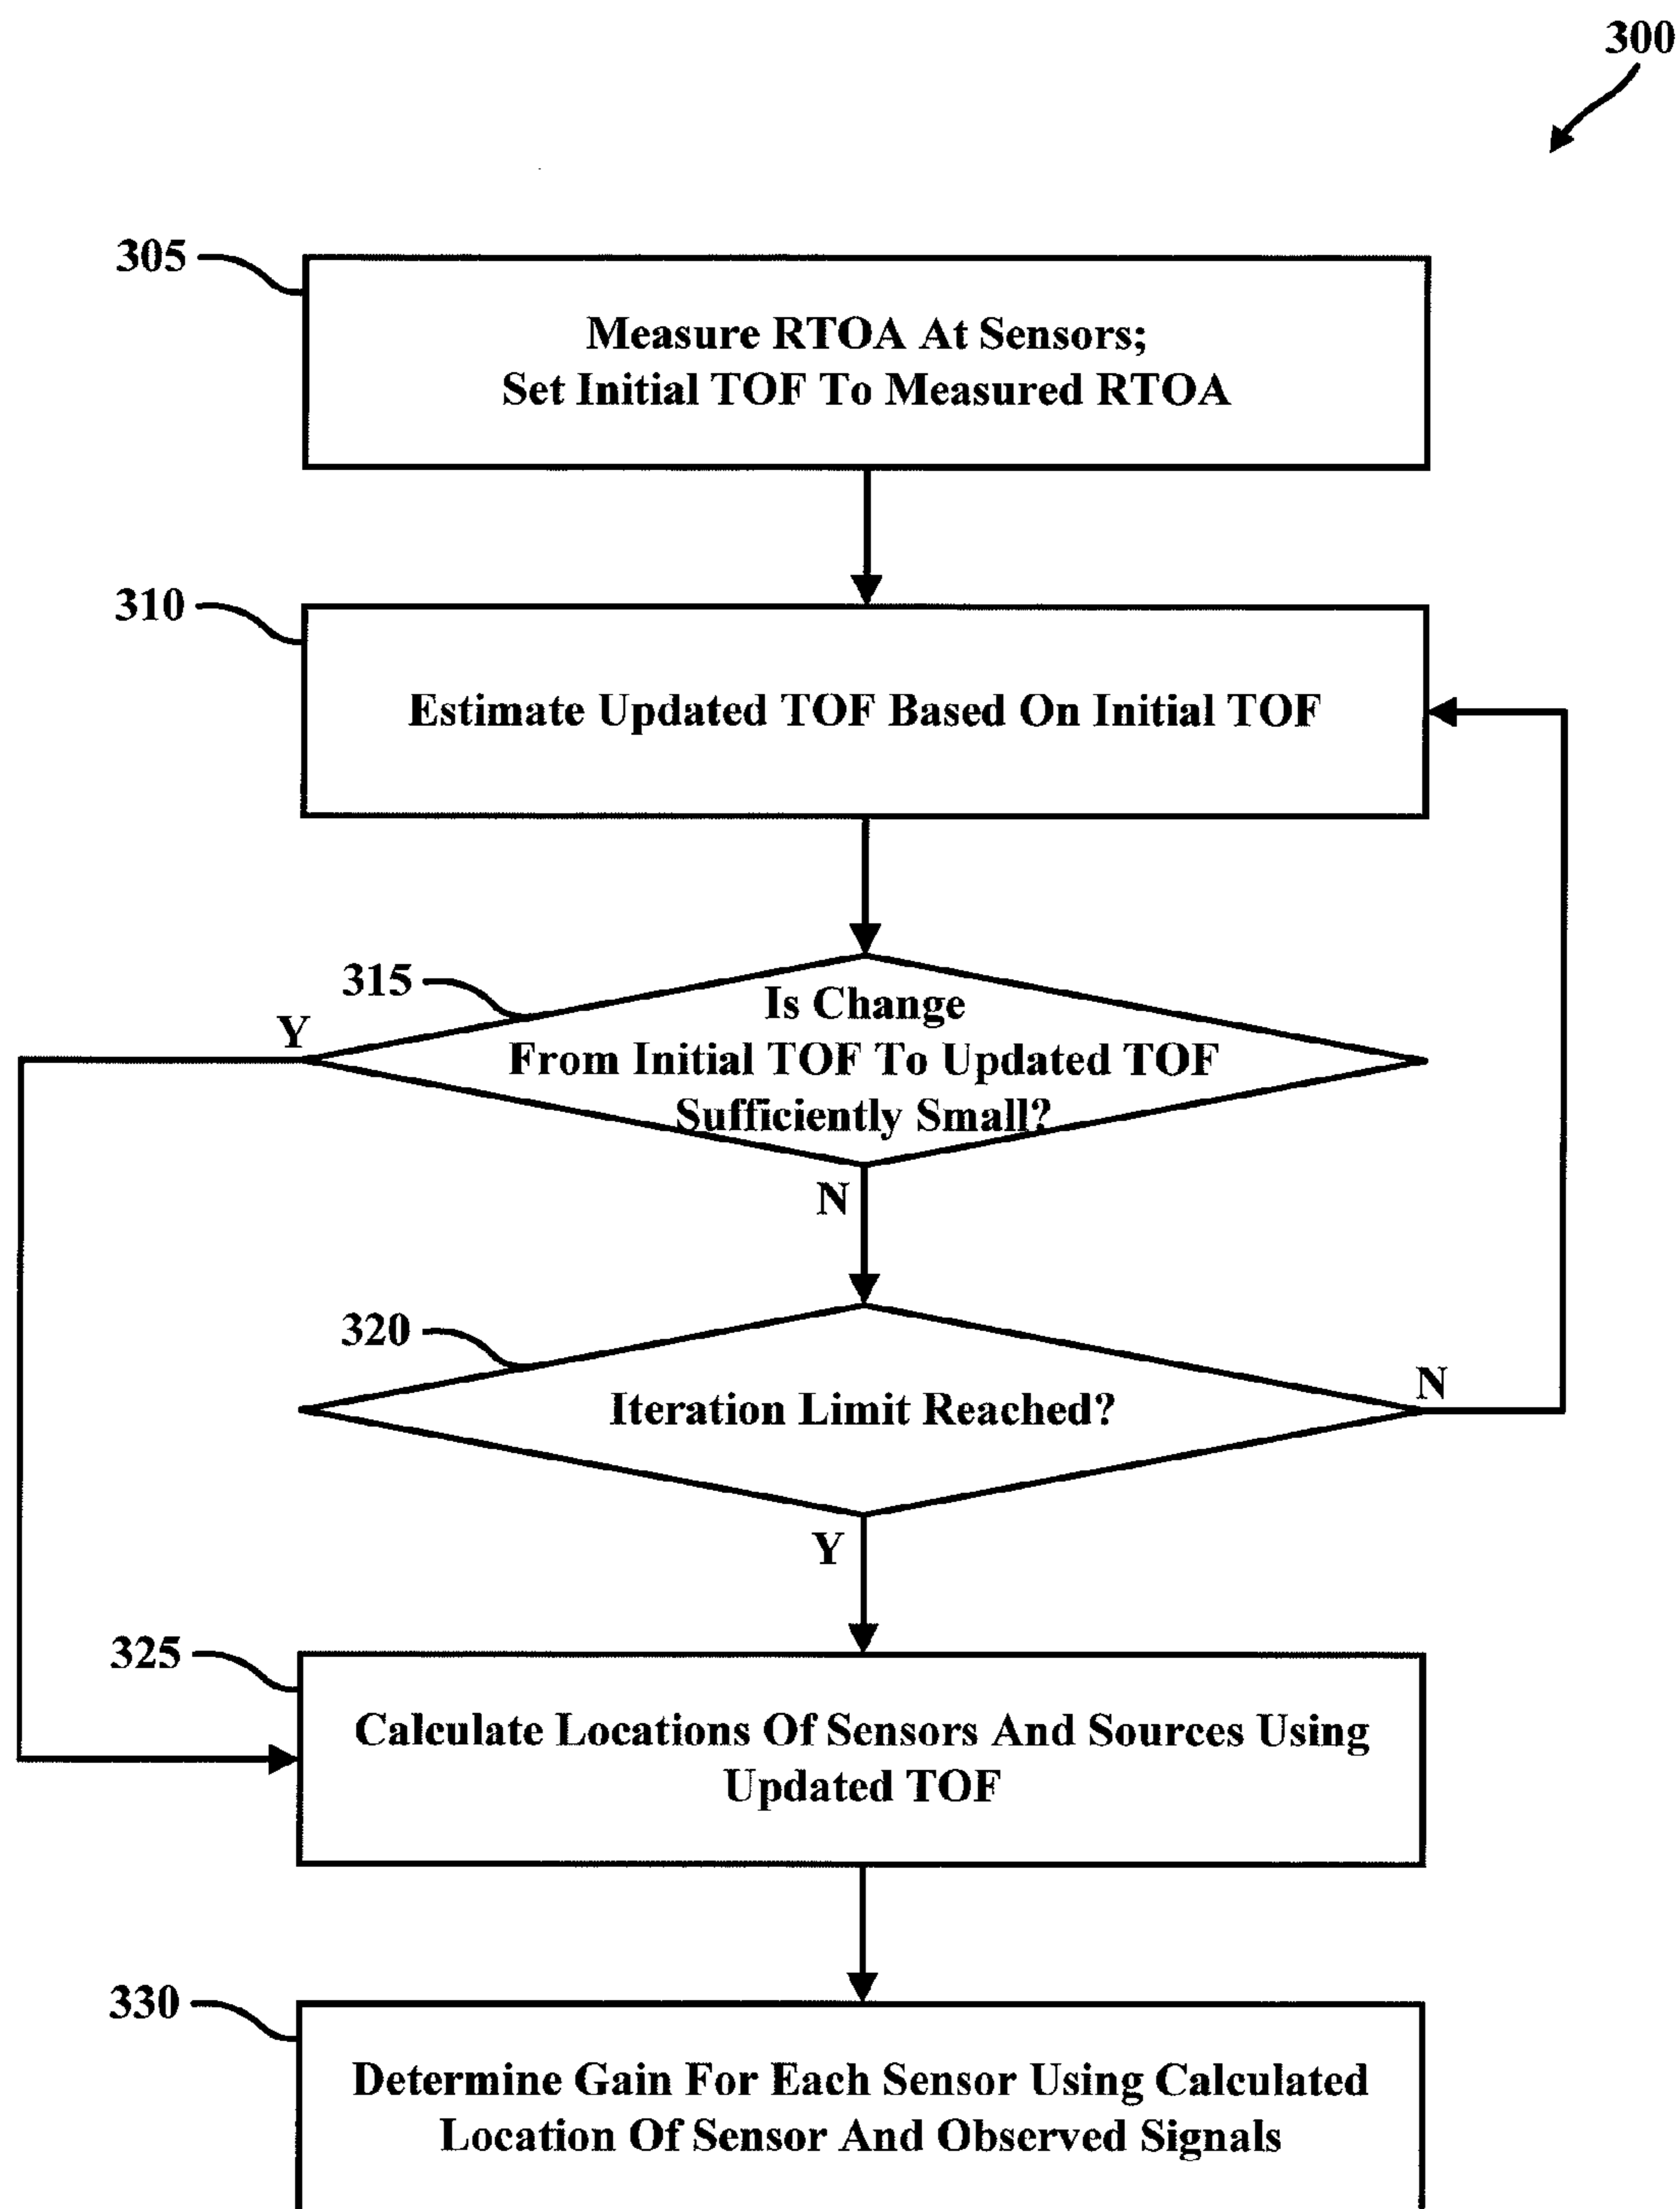 300
305
Measure RTOA At Sensors;
Set Initial TOF To Measured RTOA
310
Estimate Updated TOF Based On Initial TOF
315
Y
Is Change
From Initial TOF To Updated TOF
Sufficiently Small?
N
320
Iteration Limit Reached?
N
Y
325
Calculate Locations Of Sensors And Sources Using
Updated TOF
330
Determine Gain For Each Sensor Using Calculated
Location Of Sensor And Observed Signals